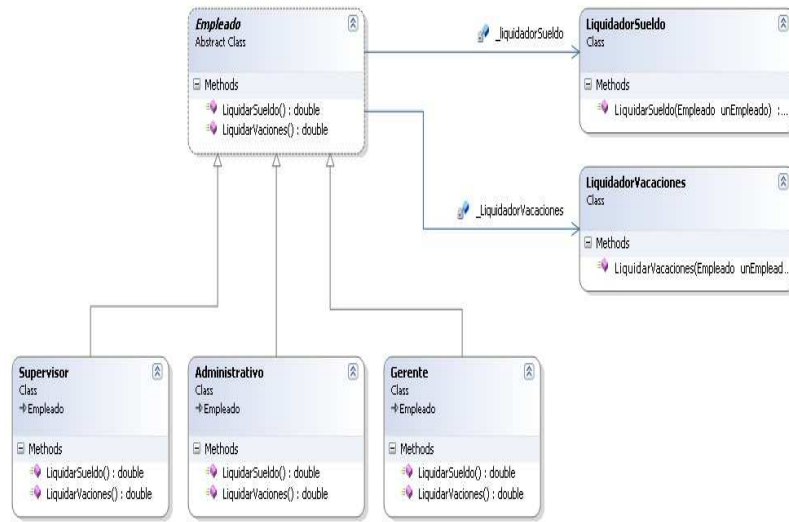 Empleado
Abstract Class
Methods
LiquidarSueldo() : double
LiquidarVaciones() : double
_liquidadorSueldo
LiquidadorSueldo
Class
Methods
LiquidarSueldo(Empleado unEmpleado) :...
_LiquidadorVacaciones
LiquidadorVacaciones
Class
Methods
LiquidarVacaciones(Empleado unEmplead...
Supervisor
Class
Empleado
Methods
LiquidarSueldo() : double
LiquidarVaciones() : double
Administrativo
Class
Empleado
Methods
LiquidarSueldo() : double
LiquidarVaciones() : double
Gerente
Class
Empleado
Methods
LiquidarSueldo() : double
LiquidarVaciones() : double